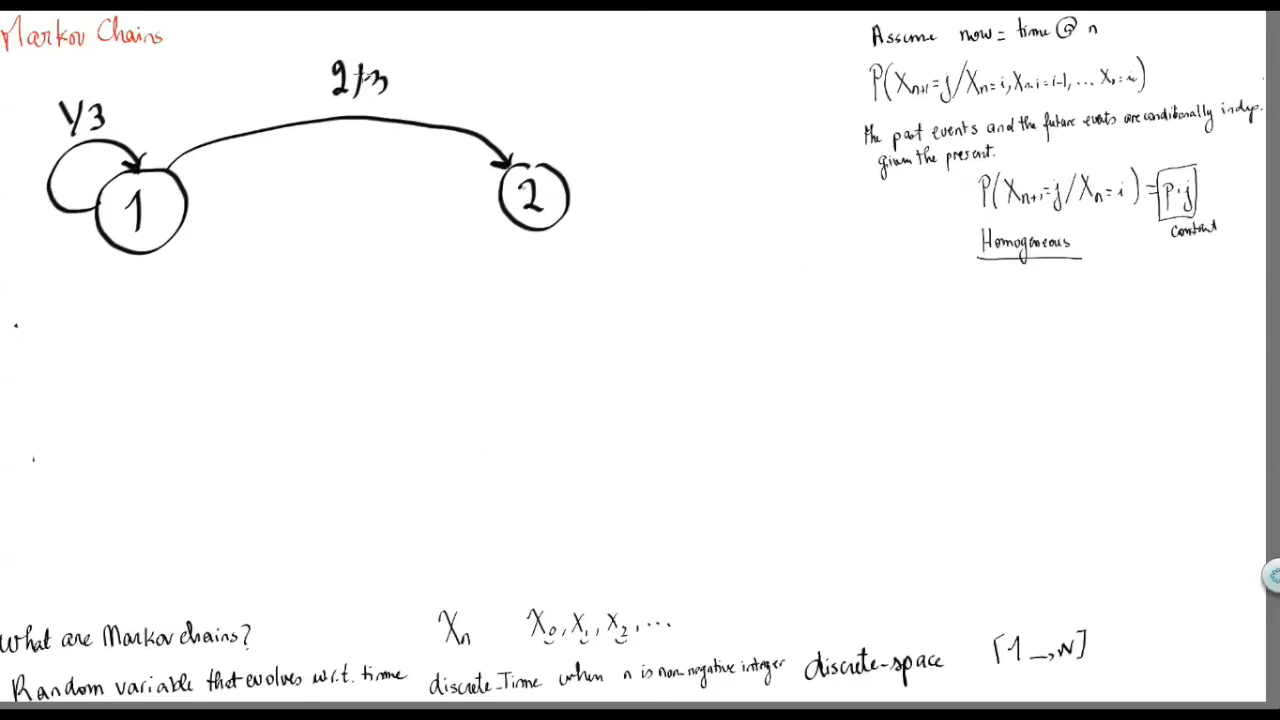 Markov Chains
1/3
2/3
1
2
Assume now = time @ n
P(Xn+1=j/Xn=i, Xn-1=i-1, ... X0=i0)
the past events and the future events are conditionally indep.
given the present.
P(Xn+1=j/Xn=i) = Pij
constant
Homogeneous
What are Markov chains?
Xn X0, X1, X2, ...
Random variable that evolves w.r.t. time discrete-Time when n is non-negative integer discrete-space [1→N]